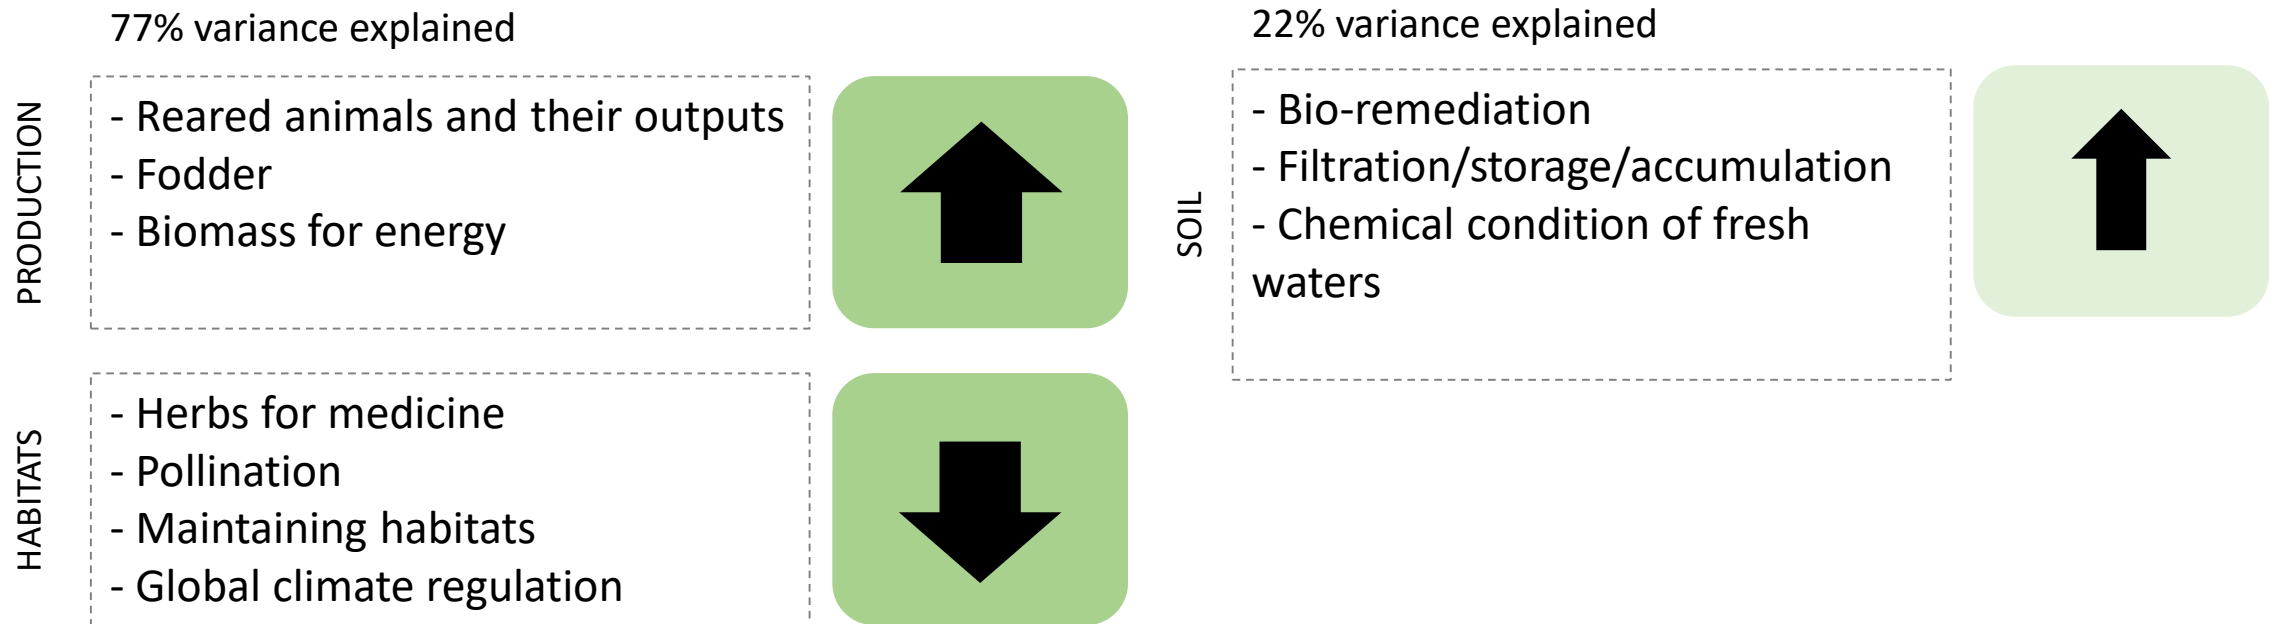 77% variance explained
PRODUCTION
- Reared animals and their outputs
- Fodder
- Biomass for energy
HABITATS
- Herbs for medicine
- Pollination
- Maintaining habitats
- Global climate regulation
22% variance explained
SOIL
- Bio-remediation
- Filtration/storage/accumulation
- Chemical condition of fresh
waters